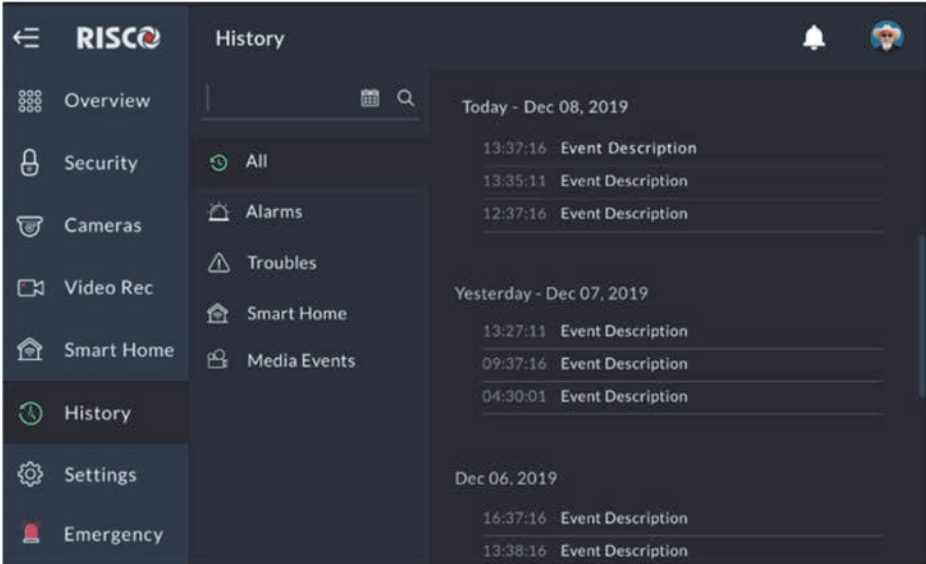 RISCO
History
Overview
Security
Cameras
Video Rec
Smart Home
History
Settings
Emergency
All
Alarms
Troubles
Smart Home
Media Events
Today - Dec 08, 2019
13:37:16 Event Description
13:35:11 Event Description
12:37:16 Event Description
Yesterday - Dec 07, 2019
13:27:11 Event Description
09:37:16 Event Description
04:30:01 Event Description
Dec 06, 2019
16:37:16 Event Description
13:38:16 Event Description